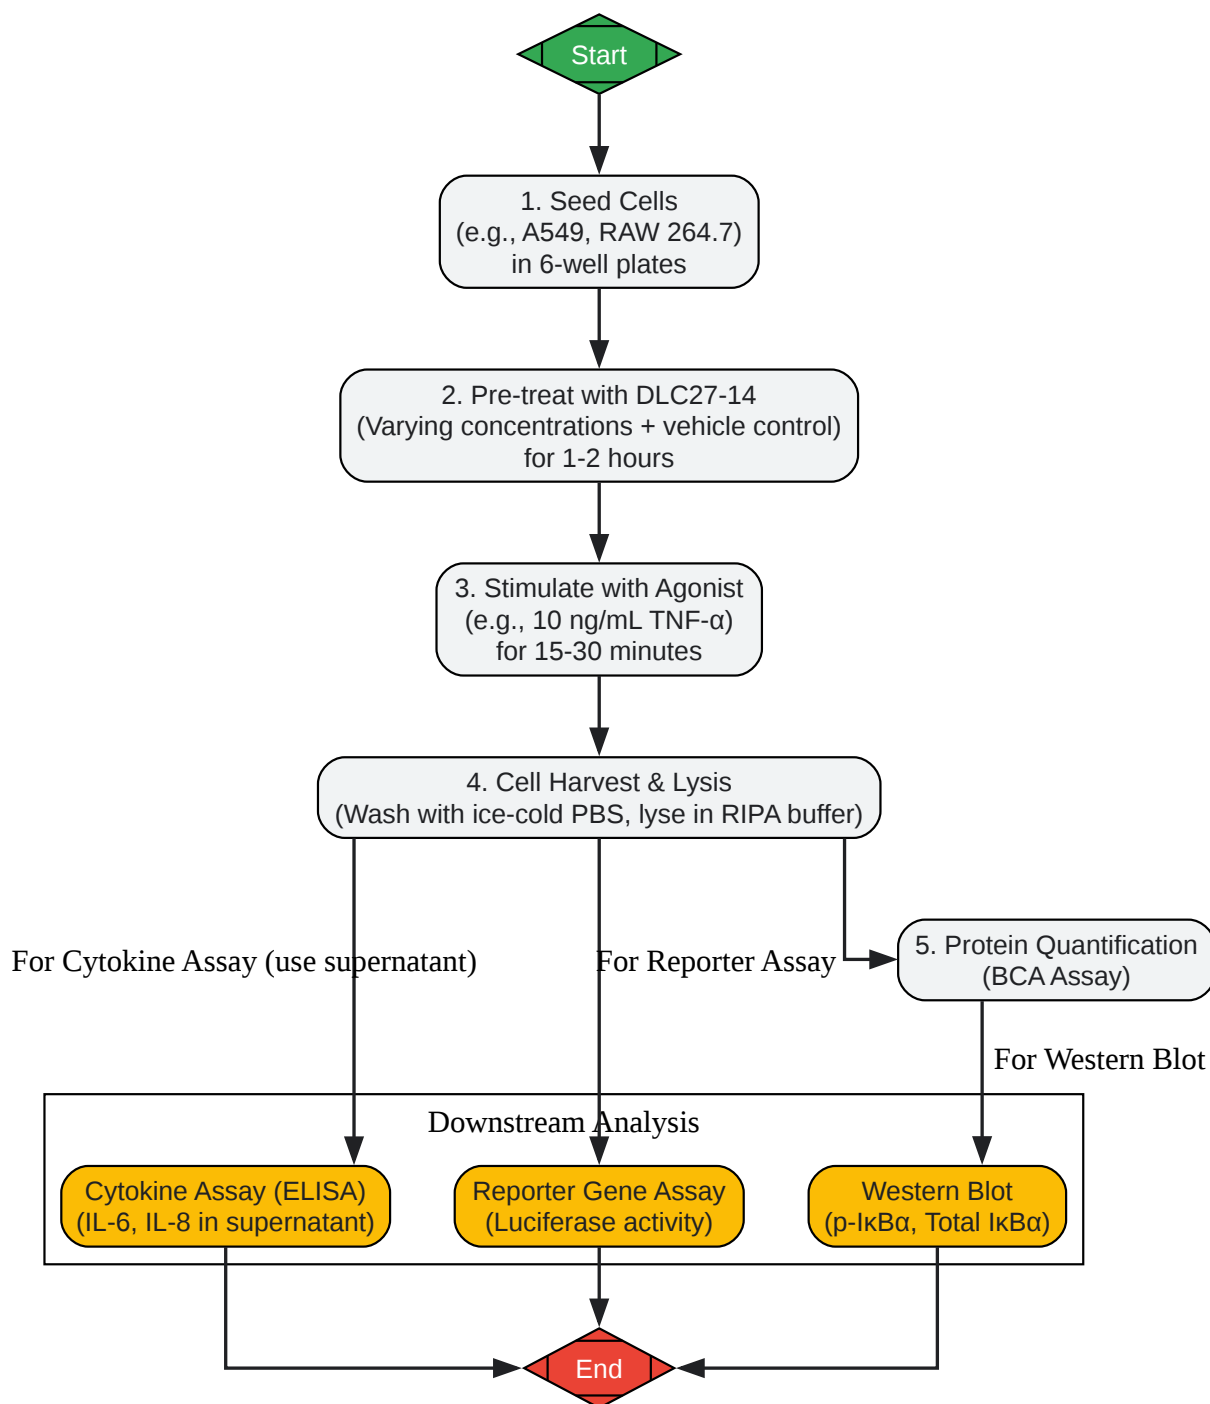 Start
1. Seed Cells
(e.g., A549, RAW 264.7)
in 6-well plates
2. Pre-treat with DLC27-14
(Varying concentrations + vehicle control)
for 1-2 hours
3. Stimulate with Agonist
(e.g., 10 ng/mL TNF-α)
for 15-30 minutes
4. Cell Harvest & Lysis
(Wash with ice-cold PBS, lyse in RIPA buffer)
For Cytokine Assay (use supernatant)
For Reporter Assay
5. Protein Quantification
(BCA Assay)
For Western Blot
Downstream Analysis
Cytokine Assay (ELISA)
(IL-6, IL-8 in supernatant)
Reporter Gene Assay
(Luciferase activity)
Western Blot
(p-IκBα, Total IκBα)
End